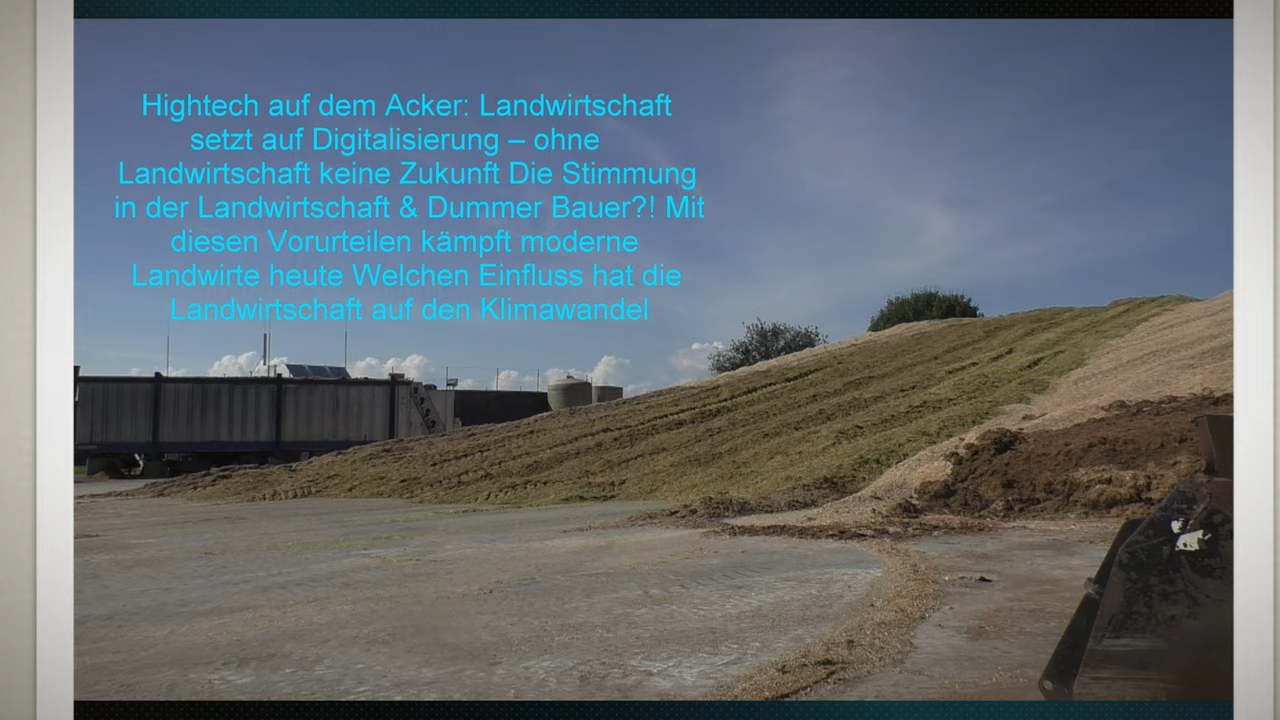 Hightech auf dem Acker: Landwirtschaft
setzt auf Digitalisierung – ohne
Landwirtschaft keine Zukunft Die Stimmung
in der Landwirtschaft & Dummer Bauer?! Mit
diesen Vorurteilen kämpft moderne
Landwirte heute Welchen Einfluss hat die
Landwirtschaft auf den Klimawandel